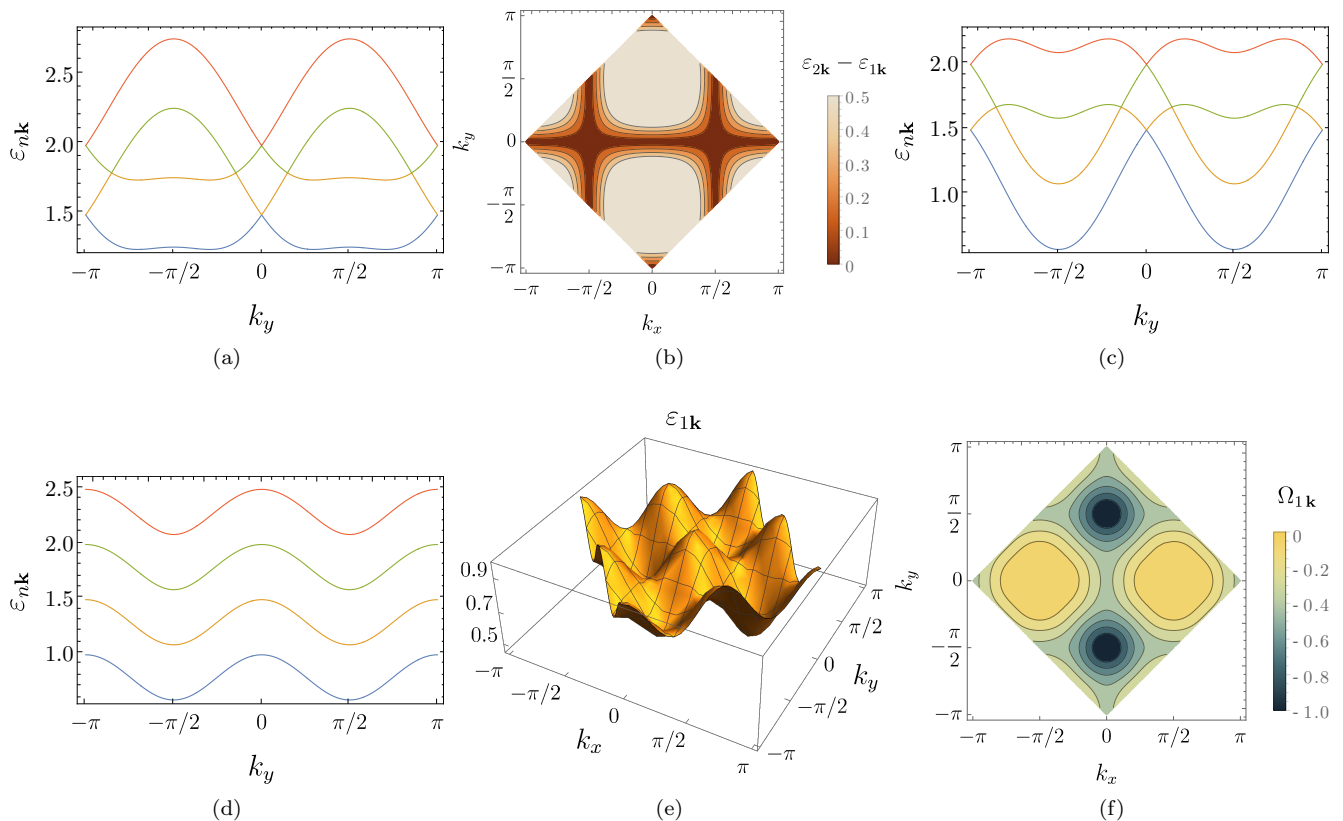 ε_{nk}
2.5
2.0
1.5
−π
−π/2
0
π/2
π
k_y
(a)
k_y
π
π/2
0
−π/2
−π
−π
−π/2
0
π/2
π
k_x
ε_{2k} − ε_{1k}
0.5
0.4
0.3
0.2
0.1
0
(b)
ε_{nk}
2.0
1.5
1.0
−π
−π/2
0
π/2
π
k_y
(c)
ε_{nk}
2.5
2.0
1.5
1.0
−π
−π/2
0
π/2
π
k_y
(d)
ε_{1k}
0.9
0.7
0.5
−π
−π/2
0
π/2
π
k_x
π
π/2
0
−π/2
−π
k_y
(e)
k_y
π
π/2
0
−π/2
−π
−π
−π/2
0
π/2
π
k_x
Ω_{1k}
0
- 0.2
- 0.4
- 0.6
- 0.8
- 1.0
(f)